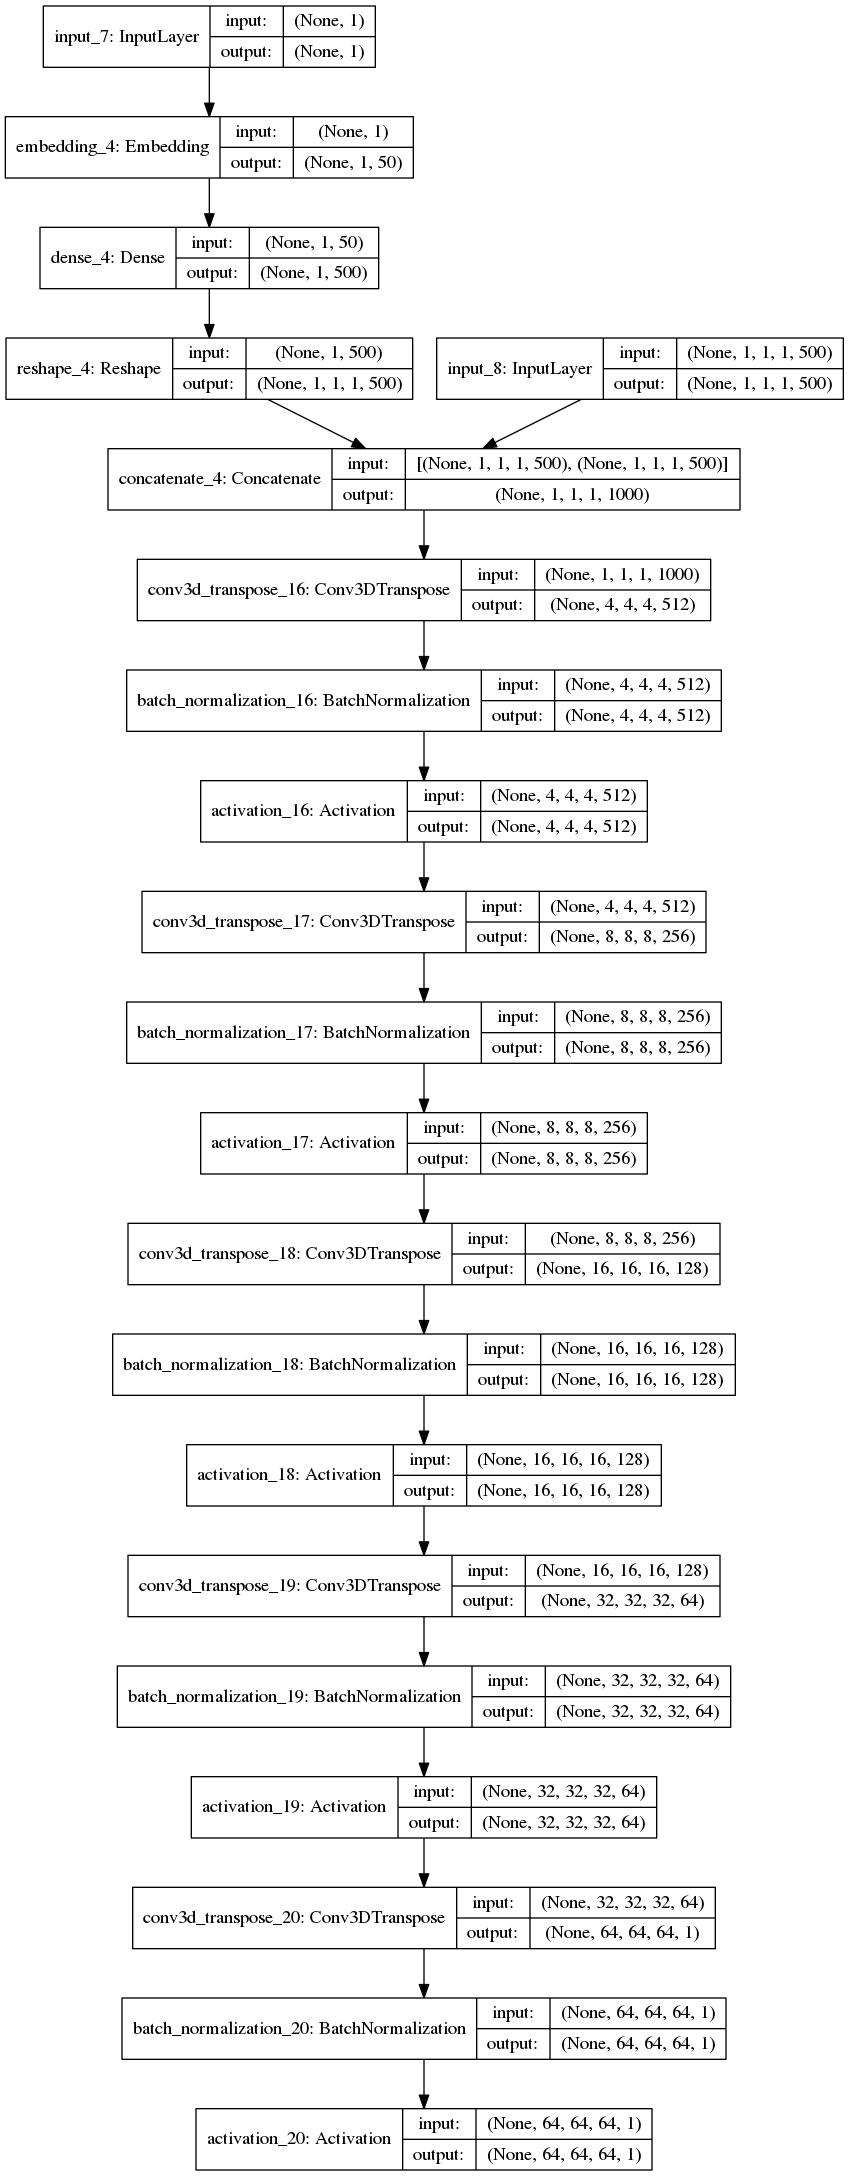 input_7: InputLayer
input: (None, 1)
output: (None, 1)
embedding_4: Embedding
input: (None, 1)
output: (None, 1, 50)
dense_4: Dense
input: (None, 1, 50)
output: (None, 1, 500)
reshape_4: Reshape
input: (None, 1, 500)
output: (None, 1, 1, 1, 500)
input_8: InputLayer
input: (None, 1, 1, 1, 500)
output: (None, 1, 1, 1, 500)
concatenate_4: Concatenate
input: [(None, 1, 1, 1, 500), (None, 1, 1, 1, 500)]
output: (None, 1, 1, 1, 1000)
conv3d_transpose_16: Conv3DTranspose
input: (None, 1, 1, 1, 1000)
output: (None, 4, 4, 4, 512)
batch_normalization_16: BatchNormalization
input: (None, 4, 4, 4, 512)
output: (None, 4, 4, 4, 512)
activation_16: Activation
input: (None, 4, 4, 4, 512)
output: (None, 4, 4, 4, 512)
conv3d_transpose_17: Conv3DTranspose
input: (None, 4, 4, 4, 512)
output: (None, 8, 8, 8, 256)
batch_normalization_17: BatchNormalization
input: (None, 8, 8, 8, 256)
output: (None, 8, 8, 8, 256)
activation_17: Activation
input: (None, 8, 8, 8, 256)
output: (None, 8, 8, 8, 256)
conv3d_transpose_18: Conv3DTranspose
input: (None, 8, 8, 8, 256)
output: (None, 16, 16, 16, 128)
batch_normalization_18: BatchNormalization
input: (None, 16, 16, 16, 128)
output: (None, 16, 16, 16, 128)
activation_18: Activation
input: (None, 16, 16, 16, 128)
output: (None, 16, 16, 16, 128)
conv3d_transpose_19: Conv3DTranspose
input: (None, 16, 16, 16, 128)
output: (None, 32, 32, 32, 64)
batch_normalization_19: BatchNormalization
input: (None, 32, 32, 32, 64)
output: (None, 32, 32, 32, 64)
activation_19: Activation
input: (None, 32, 32, 32, 64)
output: (None, 32, 32, 32, 64)
conv3d_transpose_20: Conv3DTranspose
input: (None, 32, 32, 32, 64)
output: (None, 64, 64, 64, 1)
batch_normalization_20: BatchNormalization
input: (None, 64, 64, 64, 1)
output: (None, 64, 64, 64, 1)
activation_20: Activation
input: (None, 64, 64, 64, 1)
output: (None, 64, 64, 64, 1)